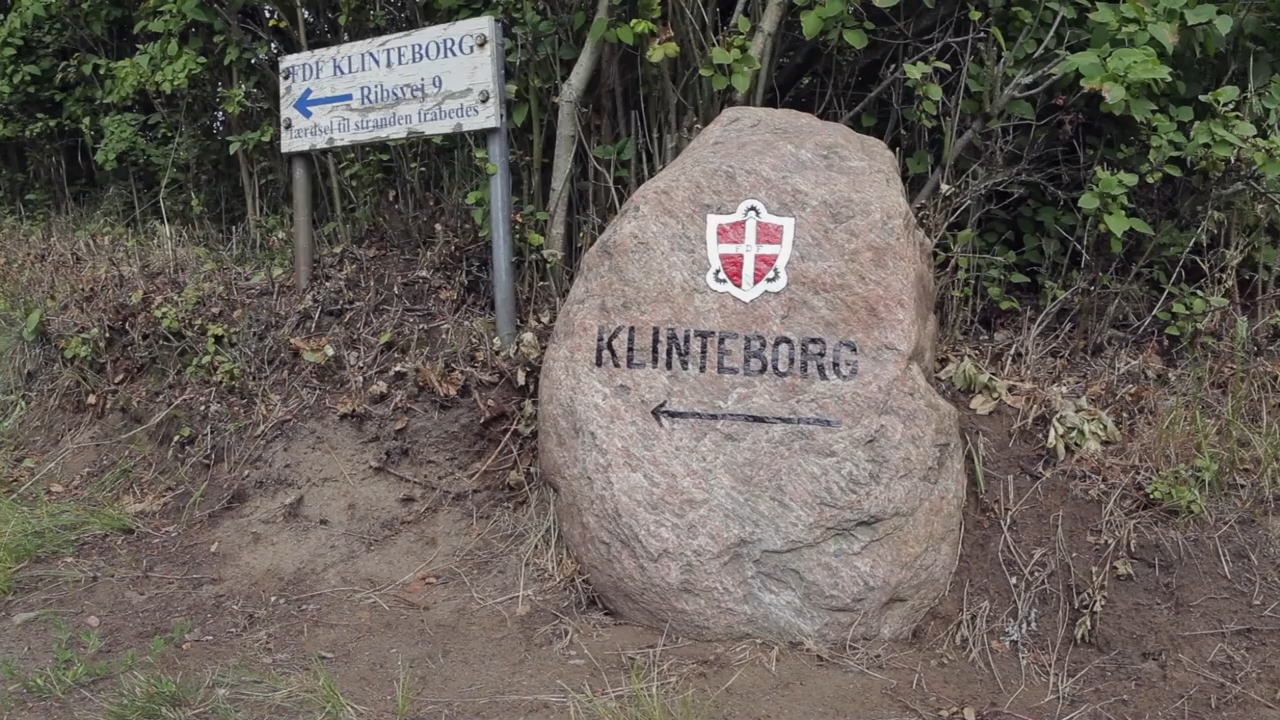 FDF KLINTEBORG
Ribsvej 9
færdsel til stranden frabedes
FDF
KLINTEBORG